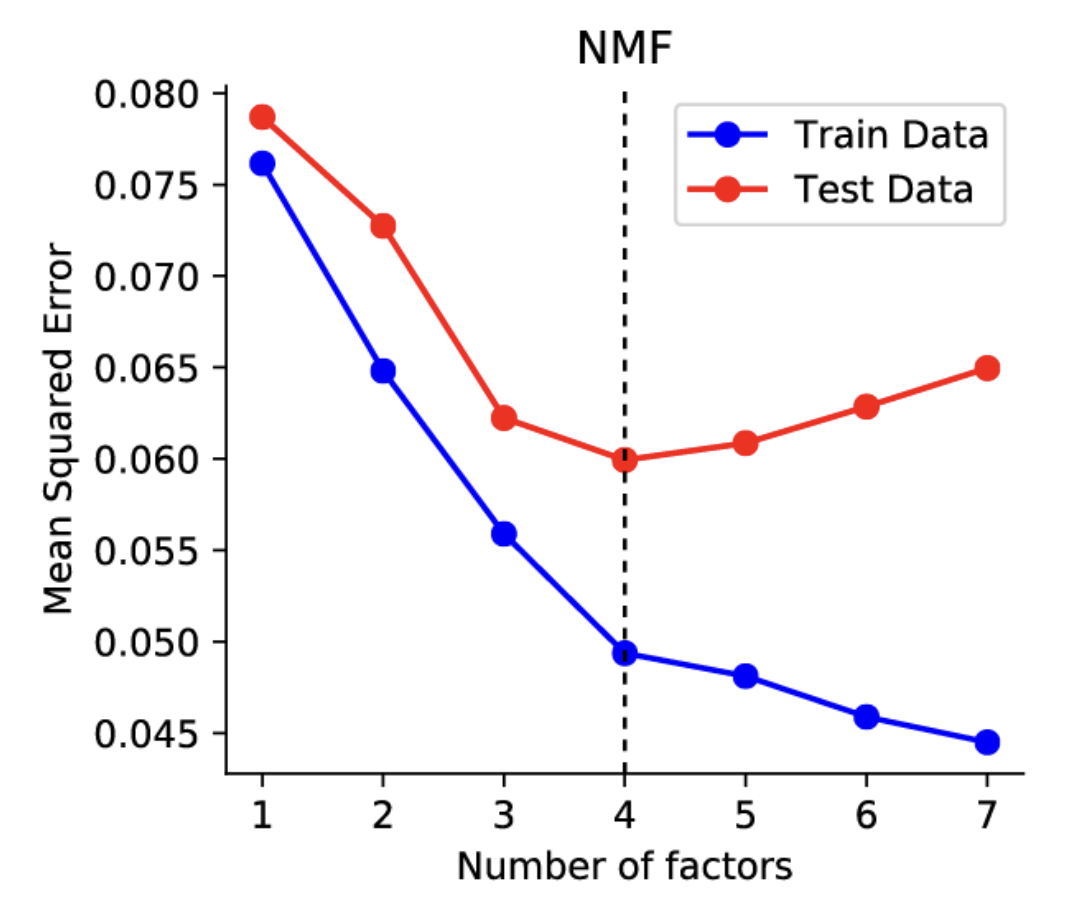 NMF
Train Data
Test Data
Mean Squared Error
0.080
0.075
0.070
0.065
0.060
0.055
0.050
0.045
1 2 3 4 5 6 7
Number of factors